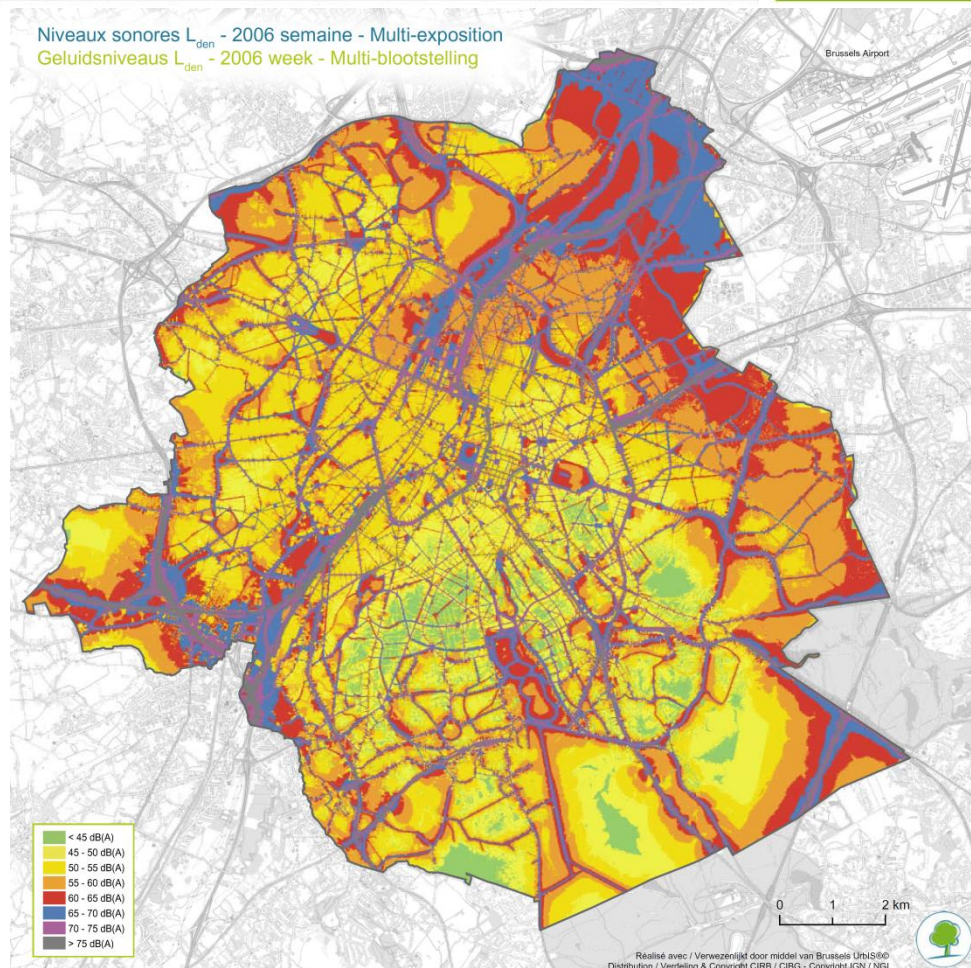 Niveaux sonores Lden - 2006 semaine - Multi-exposition
Geluidsniveaus Lden - 2006 week - Multi-blootstelling
Brussels Airport
< 45 dB(A)
45 - 50 dB(A)
50 - 55 dB(A)
55 - 60 dB(A)
60 - 65 dB(A)
65 - 70 dB(A)
70 - 75 dB(A)
> 75 dB(A)
0 1 2 km
Réalisé avec / Verwezenlijkt door middel van Brussels UrbIS®©
Distribution / Verdeling & Copyright CIRB / CIBG - Copyright IGN / NGI